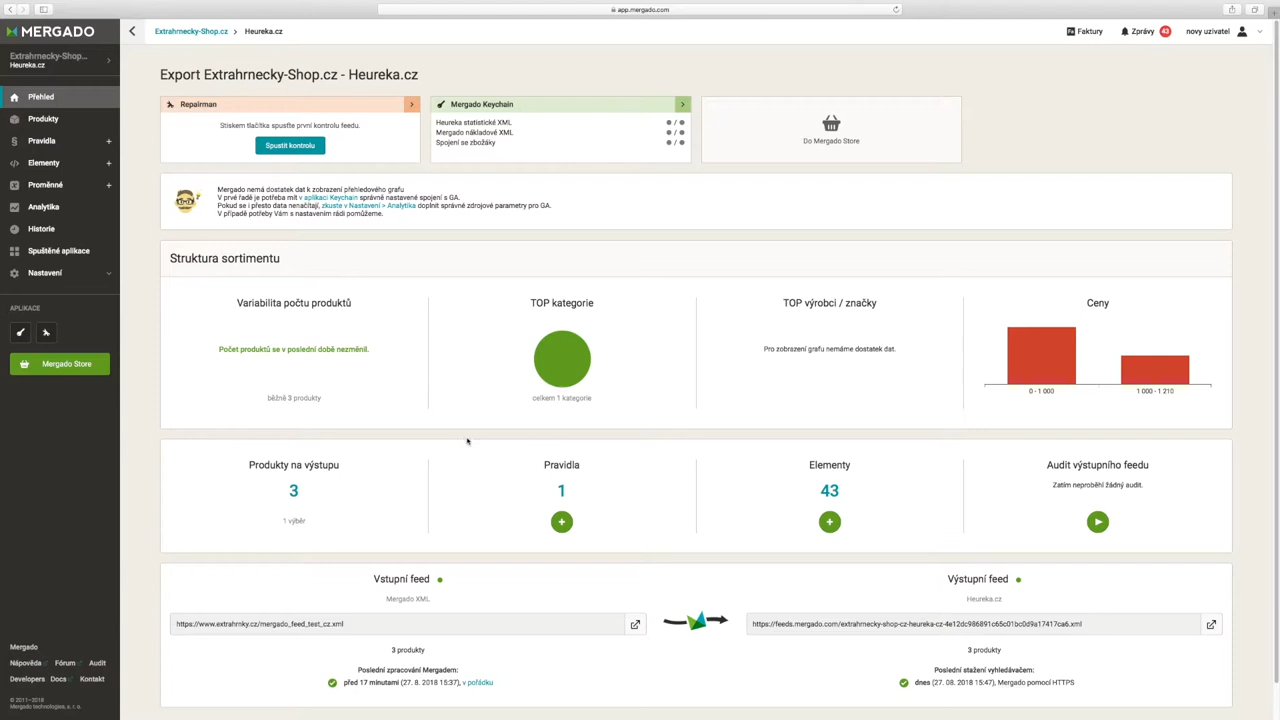 app.mergado.com
MERGADO
Extrahrnecky-Shop.cz > Heureka.cz
Faktury
Zprávy 43
novy uzivatel
Extrahrnecky-Shop...
Heureka.cz
Přehled
Produkty
Pravidla +
Elementy +
Proměnné +
Analytika
Historie
Spuštěné aplikace
Nastavení
APLIKACE
Mergado Store
Mergado
Nápověda Fórum Audit
Developers Docs Kontakt
© 2011–2018
Mergado technologies, s. r. o.
Export Extrahrnecky-Shop.cz - Heureka.cz
Repairman
Stiskem tlačítka spusťte první kontrolu feedu.
Spustit kontrolu
Mergado Keychain
Heureka statistické XML
Mergado nákladové XML
Spojení se zbožáky
Do Mergado Store
Mergado nemá dostatek dat k zobrazení přehledového grafu
V prvé řadě je potřeba mít v aplikaci Keychain správně nastavené spojení s GA.
Pokud se i přesto data nenačítají, zkuste v Nastavení > Analytika doplnit správné zdrojové parametry pro GA.
V případě potřeby Vám s nastavením rádi pomůžeme.
Struktura sortimentu
Variabilita počtu produktů
Počet produktů se v poslední době nezměnil.
běžně 3 produkty
TOP kategorie
celkem 1 kategorie
TOP výrobci / značky
Pro zobrazení grafu nemáme dostatek dat.
Ceny
0 - 1 000
1 000 - 1 210
Produkty na výstupu
3
1 výběr
Pravidla
1
Elementy
43
Audit výstupního feedu
Zatím neproběhl žádný audit.
Vstupní feed
Mergado XML
https://www.extrahrnky.cz/mergado_feed_test_cz.xml
3 produkty
Poslední zpracování Mergadem:
před 17 minutami (27. 8. 2018 15:37), v pořádku
Výstupní feed
Heureka.cz
https://feeds.mergado.com/extrahrnecky-shop-cz-heureka-cz-4e12dc986891c65c01bc0d9a17417ca6.xml
3 produkty
Poslední stažení vyhledávačem:
dnes (27. 08. 2018 15:47), Mergado pomocí HTTPS